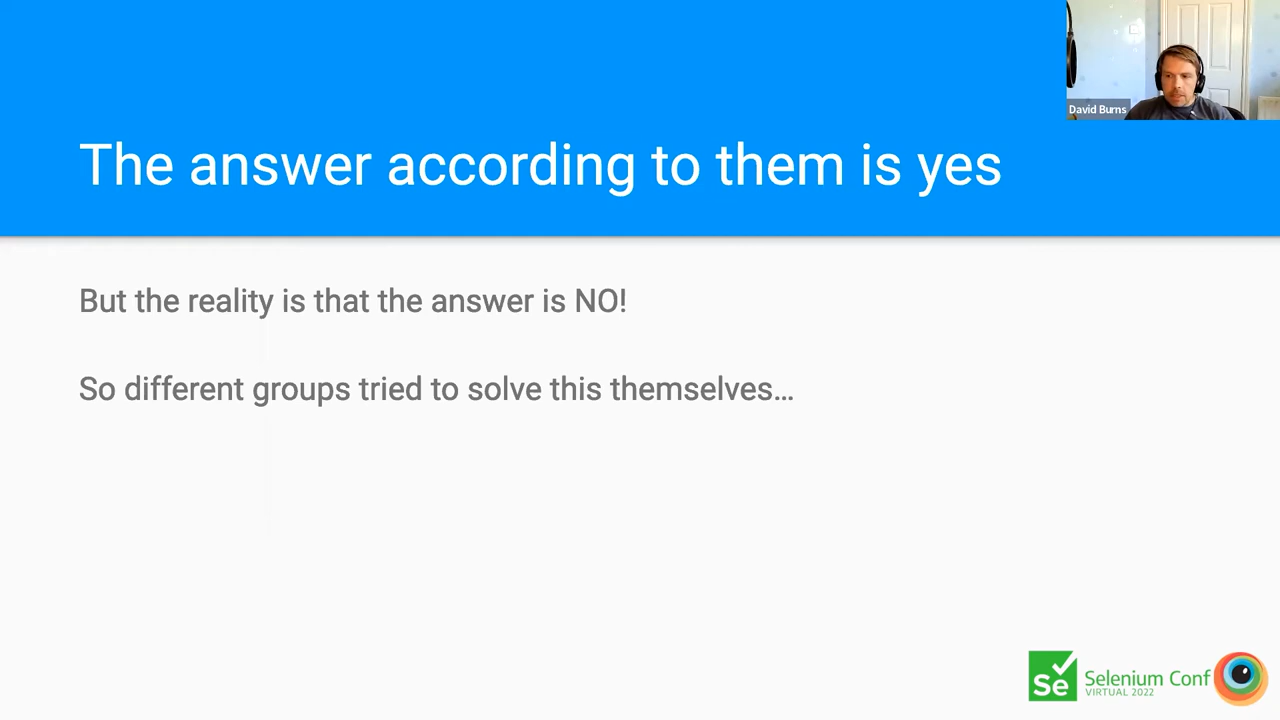 David Burns
The answer according to them is yes
But the reality is that the answer is NO!
So different groups tried to solve this themselves…
Se
Selenium Conf
VIRTUAL 2022